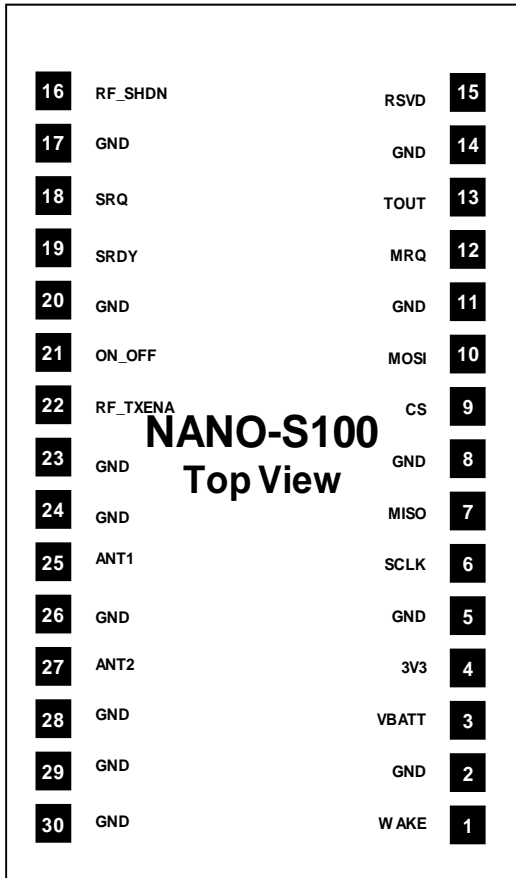 16 RF_SHDN RSVD 15
17 GND GND 14
18 SRQ TOUT 13
19 SRDY MRQ 12
20 GND GND 11
21 ON_OFF MOSI 10
22 RF_TXENA CS 9
NANO-S100
23 GND GND 8
Top View
24 GND MISO 7
25 ANT1 SCLK 6
26 GND GND 5
27 ANT2 3V3 4
28 GND VBATT 3
29 GND GND 2
30 GND WAKE 1